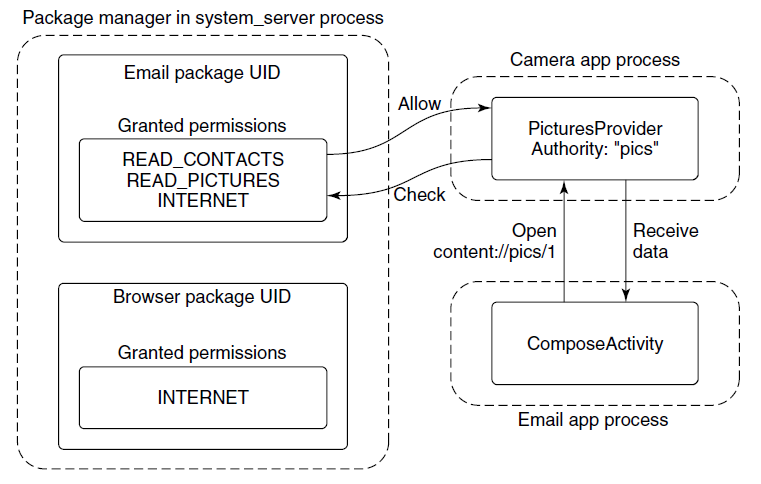 Package manager in system_server process
Email package UID
Granted permissions
READ_CONTACTS
READ_PICTURES
INTERNET
Browser package UID
Granted permissions
INTERNET
Allow
Check
Camera app process
PicturesProvider
Authority: "pics"
Open
content://pics/1
Receive
data
ComposeActivity
Email app process